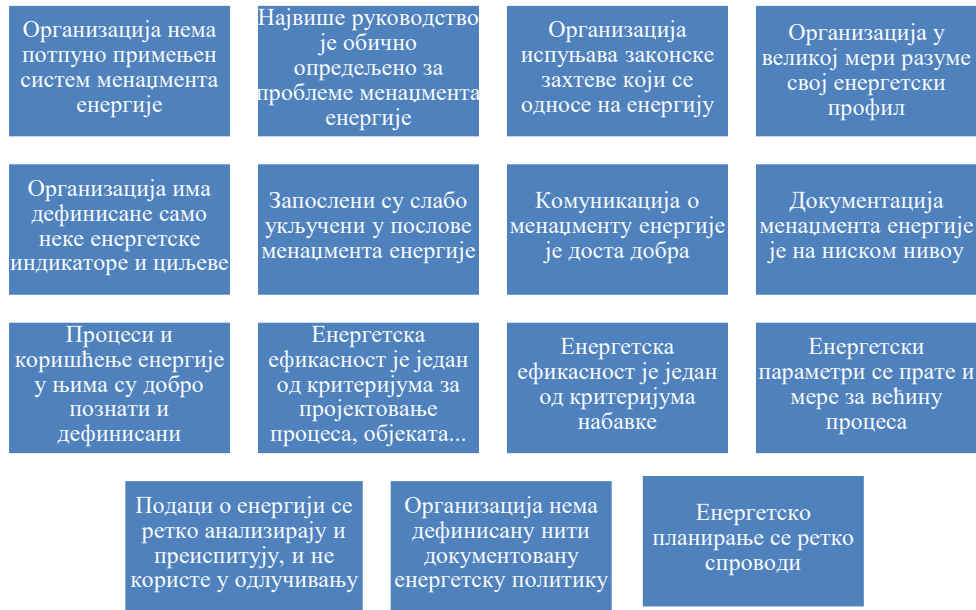 Организација нема
потпуно примењен
систем менаџмента
енергије
Највише руководство
је обично
опредељено за
проблеме менаџмента
енергије
Организација
испуњава законске
захтеве који се
односе на енергију
Организација у
великој мери разуме
свој енергетски
профил
Организација има
дефинисане само
неке енергетске
индикаторе и циљеве
Запослени су слабо
укључени у послове
менаџмента енергије
Комуникација о
менаџменту енергије
је доста добра
Документација
менаџмента енергије
је на ниском нивоу
Процеси и
коришћење енергије
у њима су добро
познати и
дефинисани
Енергетска
ефикасност је један
од критеријума за
пројектовање
процеса, објеката...
Енергетска
ефикасност је један
од критеријума
набавке
Енергетски
параметри се прате и
мере за већину
процеса
Подаци о енергији се
ретко анализирају и
преиспитују, и не
користе у одлучивању
Организација нема
дефинисану нити
документовану
енергетску политику
Енергетско
планирање се ретко
спроводи